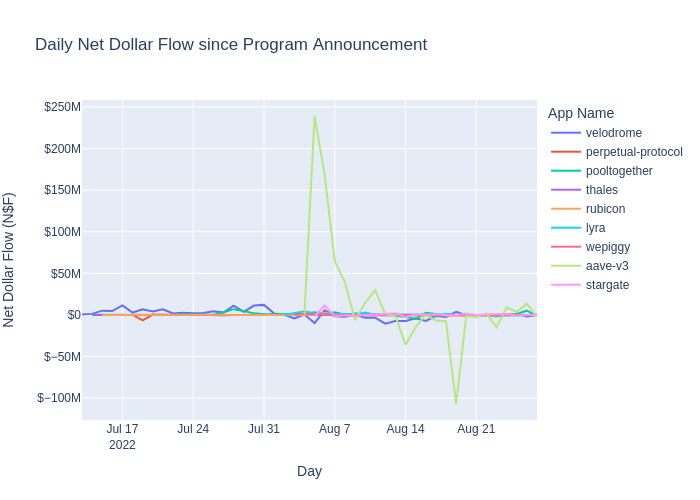 Daily Net Dollar Flow since Program Announcement
Net Dollar Flow (N$F)
$250M
$200M
$150M
$100M
$50M
$0
−$50M
−$100M
Jul 17
2022
Jul 24
Jul 31
Aug 7
Aug 14
Aug 21
Day
App Name
velodrome
perpetual-protocol
pooltogether
thales
rubicon
lyra
wepiggy
aave-v3
stargate